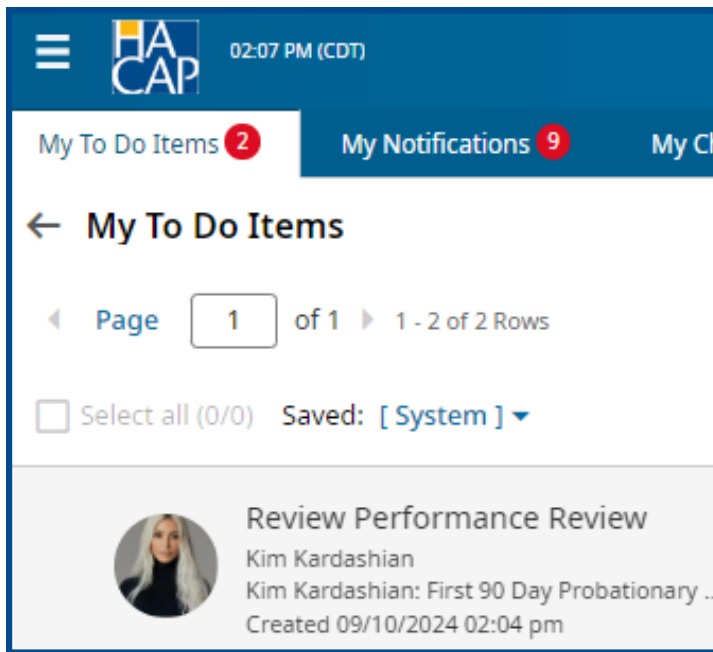 HA
CAP
02:07 PM (CDT)
My To Do Items 2 My Notifications 9 My
My To Do Items
Page 1 of 1 1 - 2 of 2 Rows
Select all (0/0) Saved: [ System ]
Review Performance Review
Kim Kardashian
Kim Kardashian: First 90 Day Probationary ..
Created 09/10/2024 02:04 pm